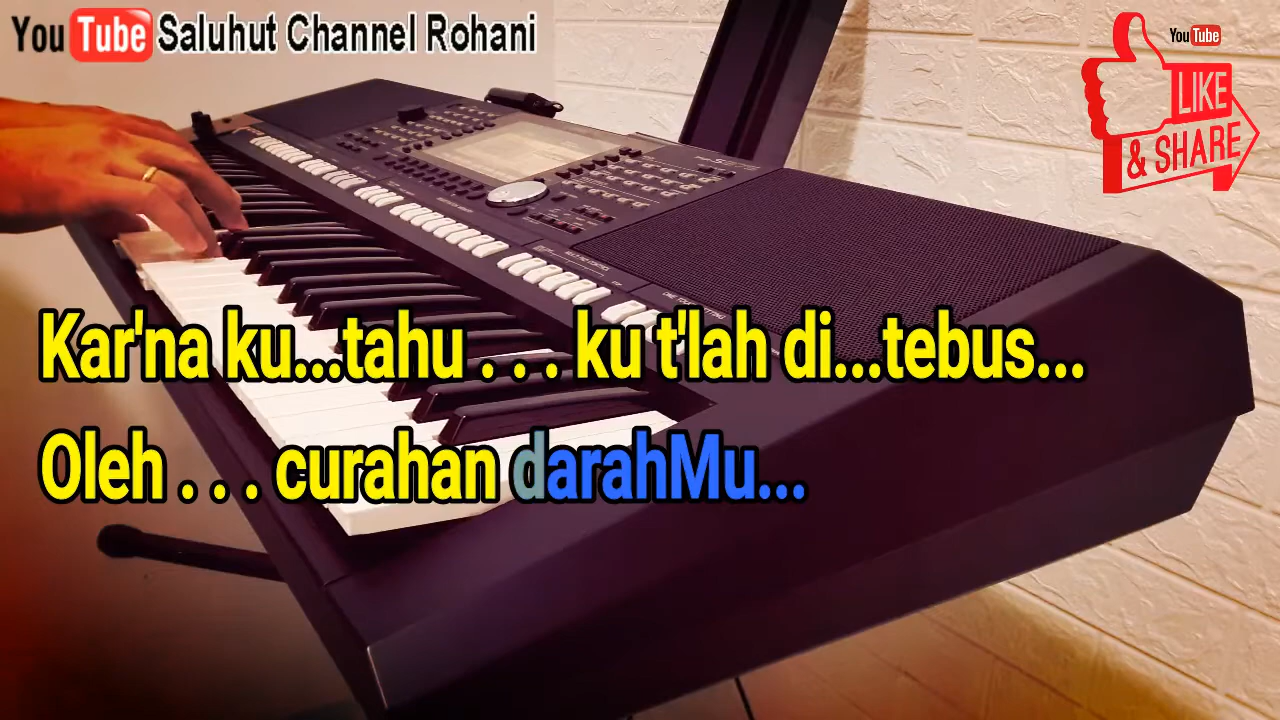 YouTube Saluhut Channel Rohani
YouTube
LIKE
& SHARE
Kar'na ku...tahu . . . ku t'lah di...tebus...
Oleh . . . curahan darahMu...